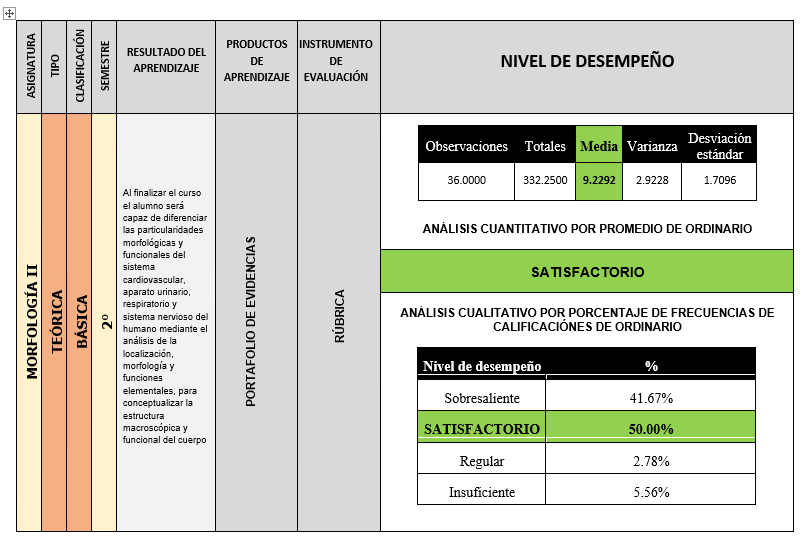 ASIGNATURA
TIPO
CLASIFICACIÓN
SEMESTRE
RESULTADO DEL
APRENDIZAJE
PRODUCTOS
DE
APRENDIZAJE
INSTRUMENTO
DE
EVALUACIÓN
NIVEL DE DESEMPEÑO
MORFOLOGÍA II
TEÓRICA
BÁSICA
2º
Al finalizar el curso
el alumno será
capaz de diferenciar
las particularidades
morfológicas y
funcionales del
sistema
cardiovascular,
aparato urinario,
respiratorio y
sistema nervioso del
humano mediante el
análisis de la
localización,
morfología y
funciones
elementales, para
conceptualizar la
estructura
macroscópica y
funcional del cuerpo
PORTAFOLIO DE EVIDENCIAS
RÚBRICA
Observaciones Totales Media Varianza Desviación
estándar
36.0000 332.2500 9.2292 2.9228 1.7096
ANÀLISIS CUANTITATIVO POR PROMEDIO DE ORDINARIO
SATISFACTORIO
ANÀLISIS CUALITATIVO POR PORCENTAJE DE FRECUENCIAS DE
CALIFICACIÓNES DE ORDINARIO
Nivel de desempeño %
Sobresaliente 41.67%
SATISFACTORIO 50.00%
Regular 2.78%
Insuficiente 5.56%